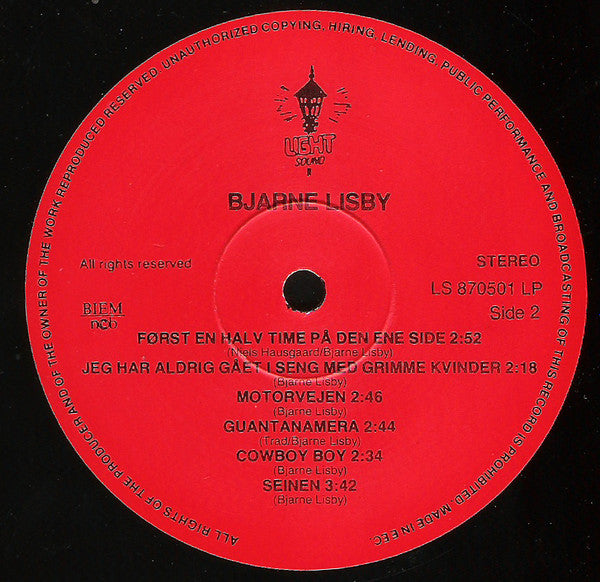 ALL RIGHTS OF THE PRODUCER AND OF THE OWNER OF THE WORK REPRODUCED RESERVED. UNAUTHORIZED COPYING, HIRING, LENDING, PUBLIC PERFORMANCE AND BROADCASTING OF THIS RECORD IS PROHIBITED. MADE IN EEC.
LIGHT
SOUND
BJARNE LISBY
All rights reserved
STEREO
LS 870501 LP
BIEM
ncb
Side 2
FØRST EN HALV TIME PÅ DEN ENE SIDE 2:52
(Niels Hausgaard/Bjarne Lisby)
JEG HAR ALDRIG GÅET I SENG MED GRIMME KVINDER 2:18
(Bjarne Lisby)
MOTORVEJEN 2:46
(Bjarne Lisby)
GUANTANAMERA 2:44
(Trad/Bjarne Lisby)
COWBOY BOY 2:34
(Bjarne Lisby)
SEINEN 3:42
(Bjarne Lisby)